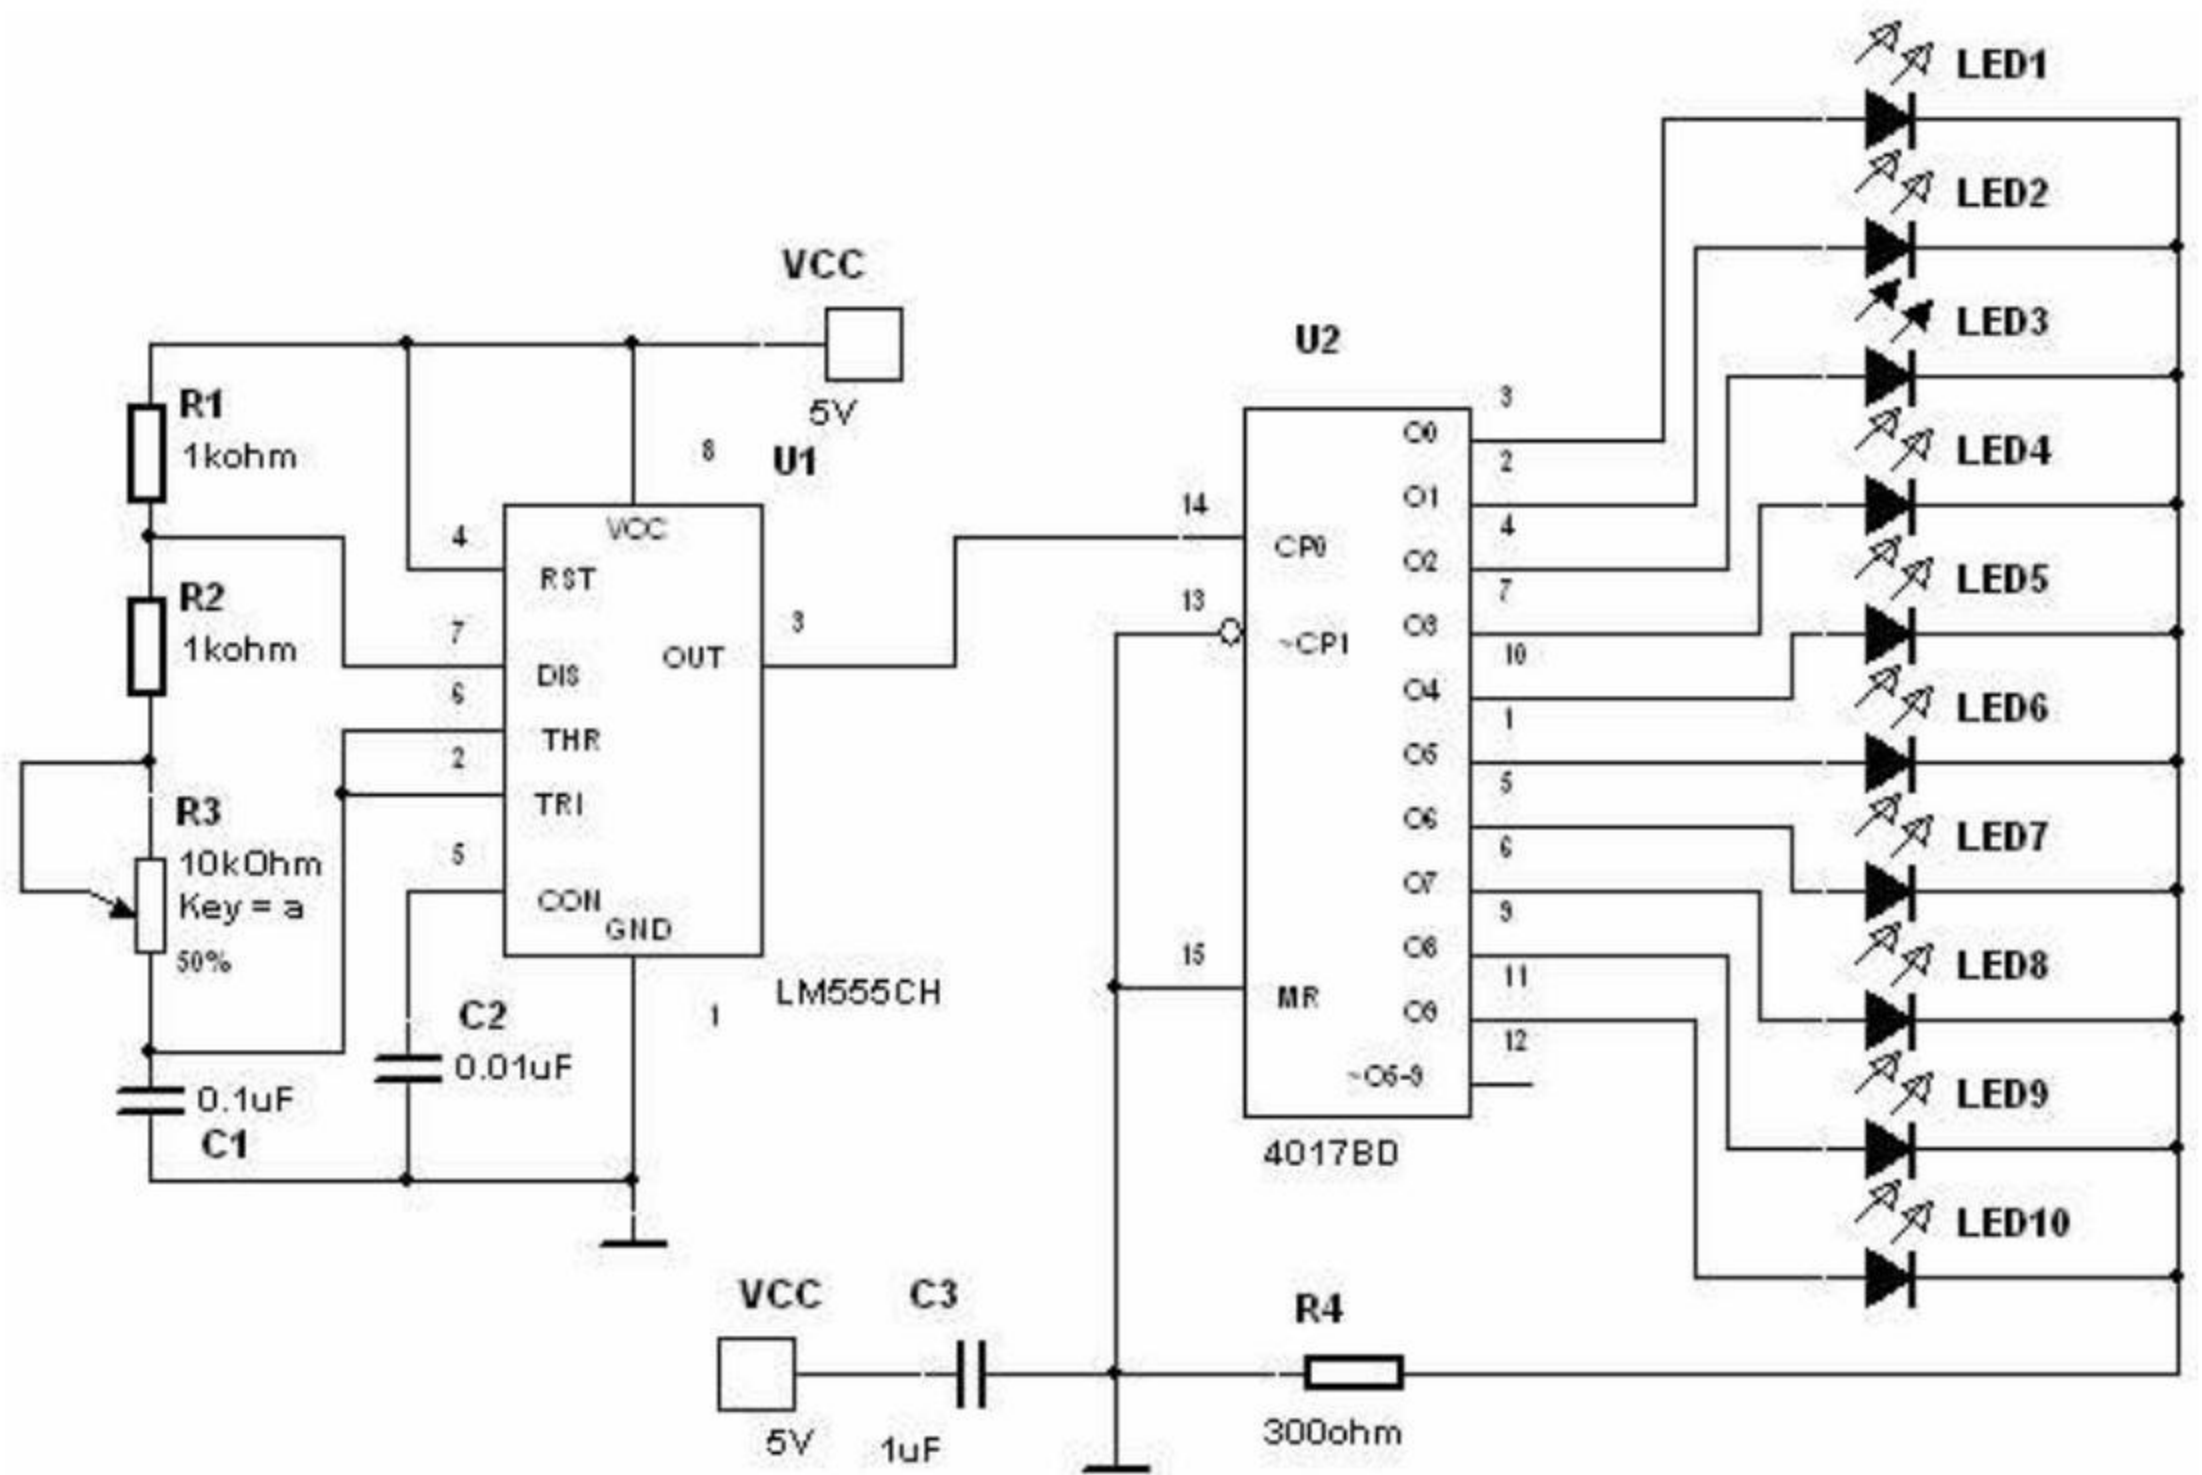 VCC
5V
R1
1kohm
R2
1kohm
R3
10kOhm
Key = a
50%
0.1uF
C1
C2
0.01uF
8
U1
4
7
6
2
5
3
1
VCC
RST
DIS
THR
TRI
CON
GND
OUT
LM555CH
U2
14
13
15
CP0
~CP1
MR
O0
O1
O2
O3
O4
O5
O6
O7
O8
O9
~O5-9
3
2
4
7
10
1
5
6
9
11
12
4017BD
LED1
LED2
LED3
LED4
LED5
LED6
LED7
LED8
LED9
LED10
VCC
5V
C3
1uF
R4
300ohm